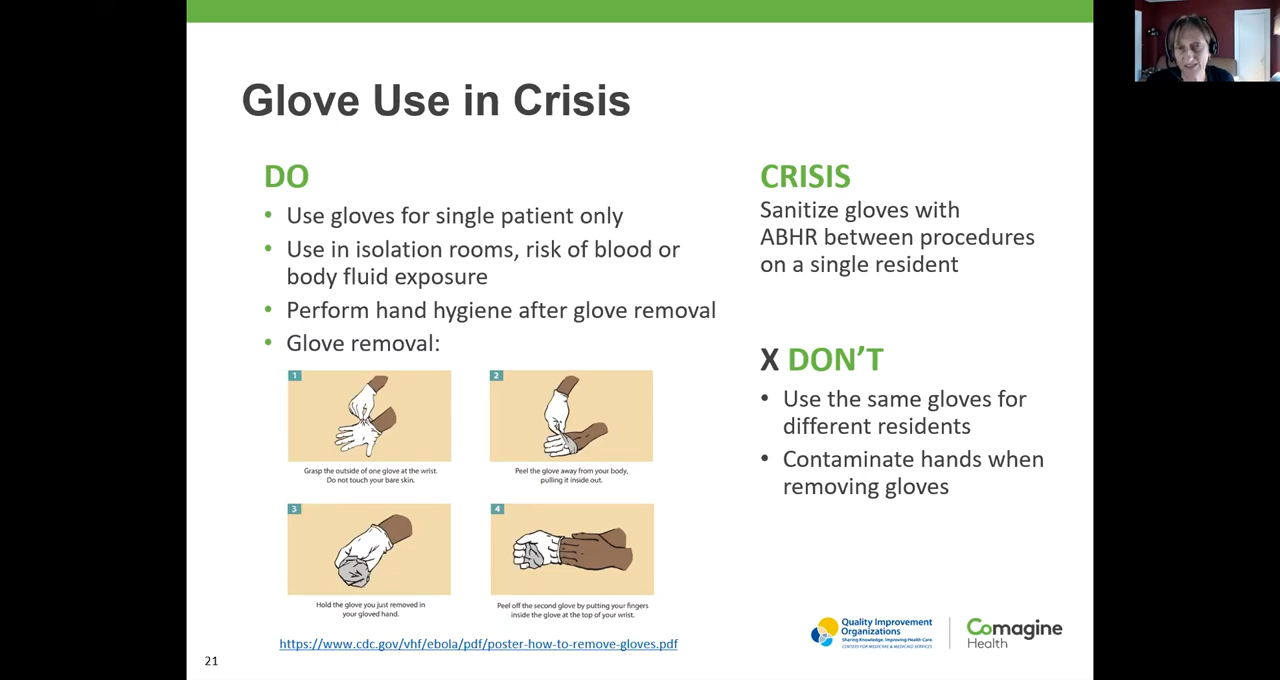 Glove Use in Crisis
DO
• Use gloves for single patient only
• Use in isolation rooms, risk of blood or
body fluid exposure
• Perform hand hygiene after glove removal
• Glove removal:
1
Grasp the outside of one glove at the wrist.
Do not touch your bare skin.
2
Peel the glove away from your body,
pulling it inside out.
3
Hold the glove you just removed in
your gloved hand.
4
Peel off the second glove by putting your fingers
inside the glove at the top of your wrist.
https://www.cdc.gov/vhf/ebola/pdf/poster-how-to-remove-gloves.pdf
CRISIS
Sanitize gloves with
ABHR between procedures
on a single resident
X DON’T
• Use the same gloves for
different residents
• Contaminate hands when
removing gloves
Quality Improvement
Organizations
Sharing Knowledge. Improving Health Care.
CENTERS FOR MEDICARE & MEDICAID SERVICES
Comagine
Health
21